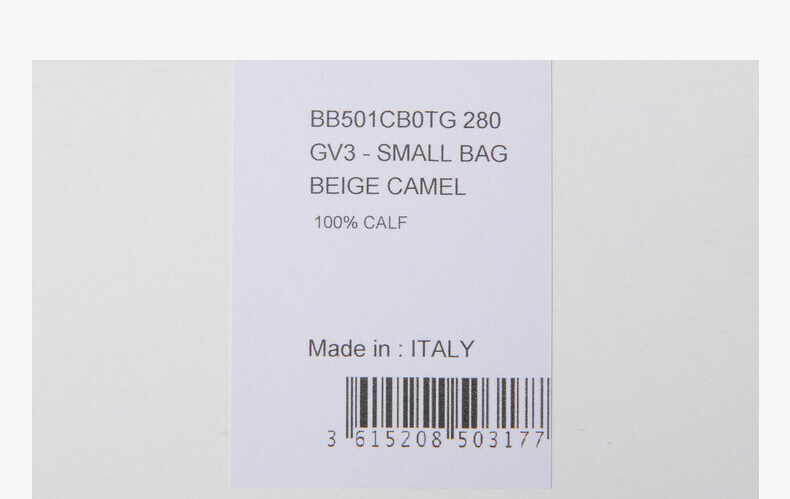 BB501CB0TG 280
GV3 - SMALL BAG
BEIGE CAMEL
100% CALF
Made in : ITALY
3 615208 503177